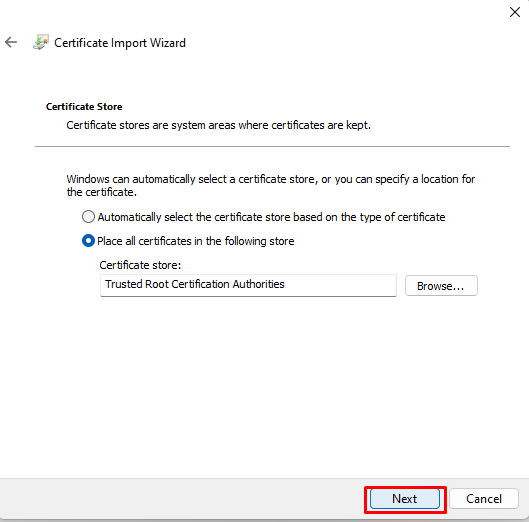 Certificate Import Wizard
Certificate Store
Certificate stores are system areas where certificates are kept.
Windows can automatically select a certificate store, or you can specify a location for
the certificate.
Automatically select the certificate store based on the type of certificate
Place all certificates in the following store
Certificate store:
Trusted Root Certification Authorities
Browse...
Next
Cancel